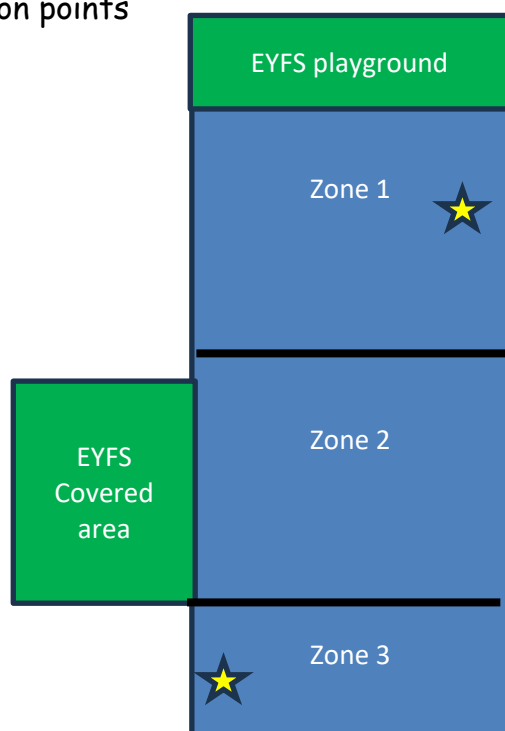 on points
EYFS playground
Zone 1
Zone 2
EYFS
Covered
area
Zone 3